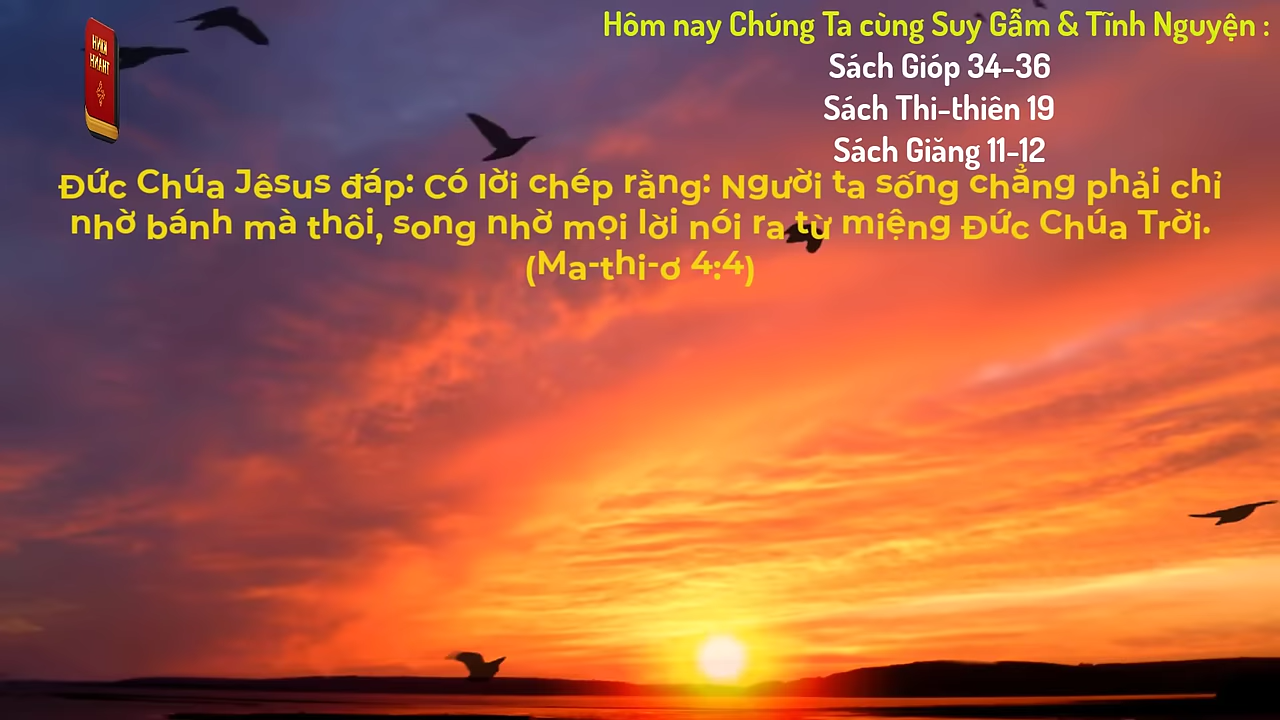 Hôm nay Chúng Ta cùng Suy Gẫm & Tĩnh Nguyện :
Sách Gióp 34-36
Sách Thi-thiên 19
Sách Giăng 11-12
KINH
THÁNH
Đức Chúa Jêsus đáp: Có lời chép rằng: Người ta sống chẳng phải chỉ
nhờ bánh mà thôi, song nhờ mọi lời nói ra từ miệng Đức Chúa Trời.
(Ma-thi-ơ 4:4)